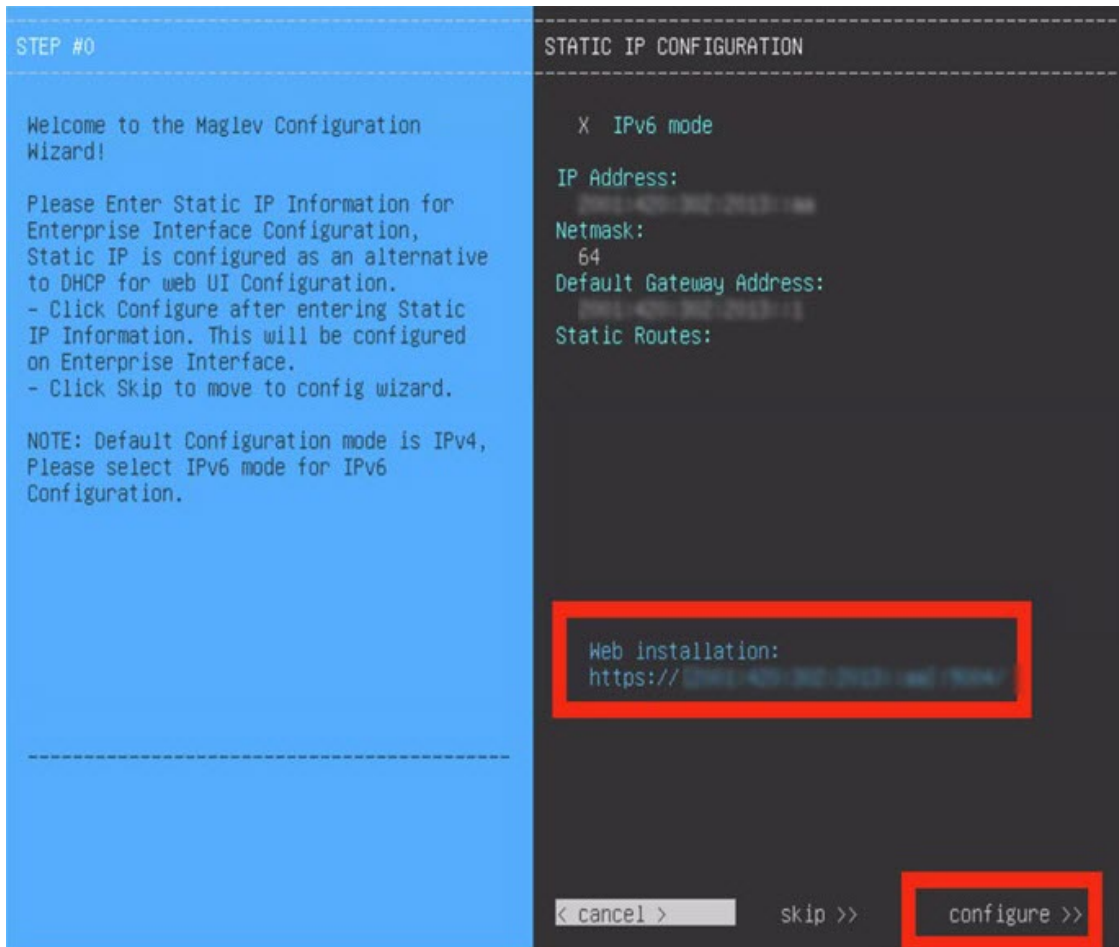 STEP #0
Welcome to the Maglev Configuration
Wizard!
Please Enter Static IP Information for
Enterprise Interface Configuration,
Static IP is configured as an alternative
to DHCP for web UI Configuration.
- Click Configure after entering Static
IP Information. This will be configured
on Enterprise Interface.
- Click Skip to move to config wizard.
NOTE: Default Configuration mode is IPv4,
Please select IPv6 mode for IPv6
Configuration.
STATIC IP CONFIGURATION
X IPv6 mode
IP Address:
Netmask:
64
Default Gateway Address:
Static Routes:
Web installation:
https://
< cancel >
skip >>
configure >>